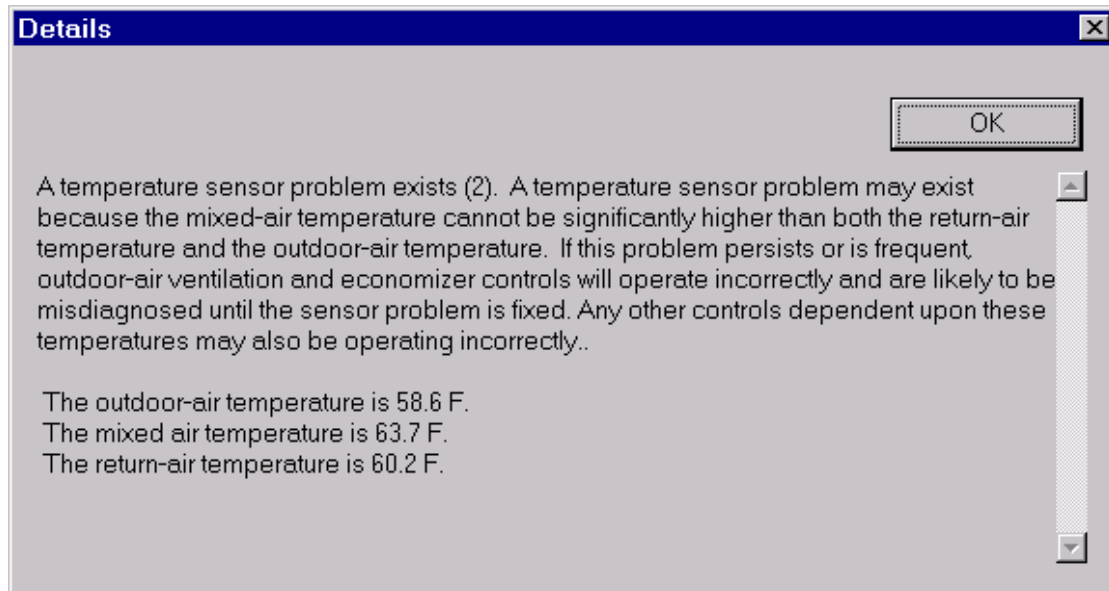 Details
OK
A temperature sensor problem exists (2).  A temperature sensor problem may exist
because the mixed-air temperature cannot be significantly higher than both the return-air
temperature and the outdoor-air temperature.  If this problem persists or is frequent,
outdoor-air ventilation and economizer controls will operate incorrectly and are likely to be
misdiagnosed until the sensor problem is fixed. Any other controls dependent upon these
temperatures may also be operating incorrectly..
The outdoor-air temperature is 58.6 F.
The mixed air temperature is 63.7 F.
The return-air temperature is 60.2 F.